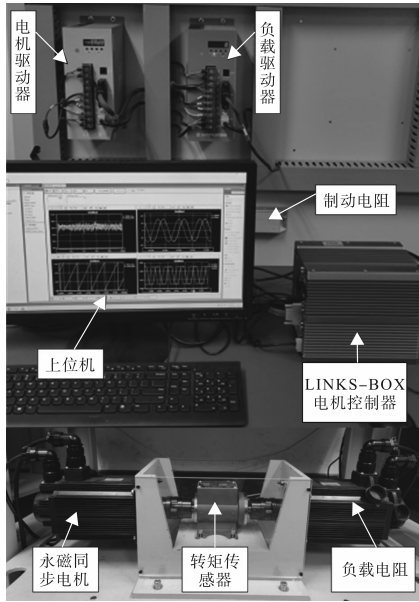 电机
驱动
器
负载
驱动
器
制动电阻
上位机
LINKS-BOX
电机控制器
永磁同
步电机
转矩传
感器
负载电阻